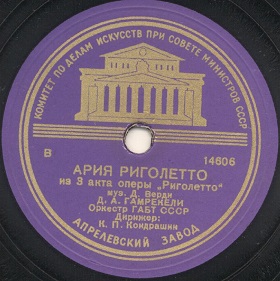 КОМИТЕТ ПО ДЕЛАМ ИСКУССТВ ПРИ СОВЕТЕ МИНИСТРОВ СССР
В
14606
АРИЯ РИГОЛЕТТО
из 3 акта оперы „Риголетто“
муз. Д. Верди
Д. А. ГАМРЕКЕЛИ
Оркестр ГАБТ СССР
Дирижер:
К. П. Кондрашин
АПРЕЛЕВСКИЙ ЗАВОД